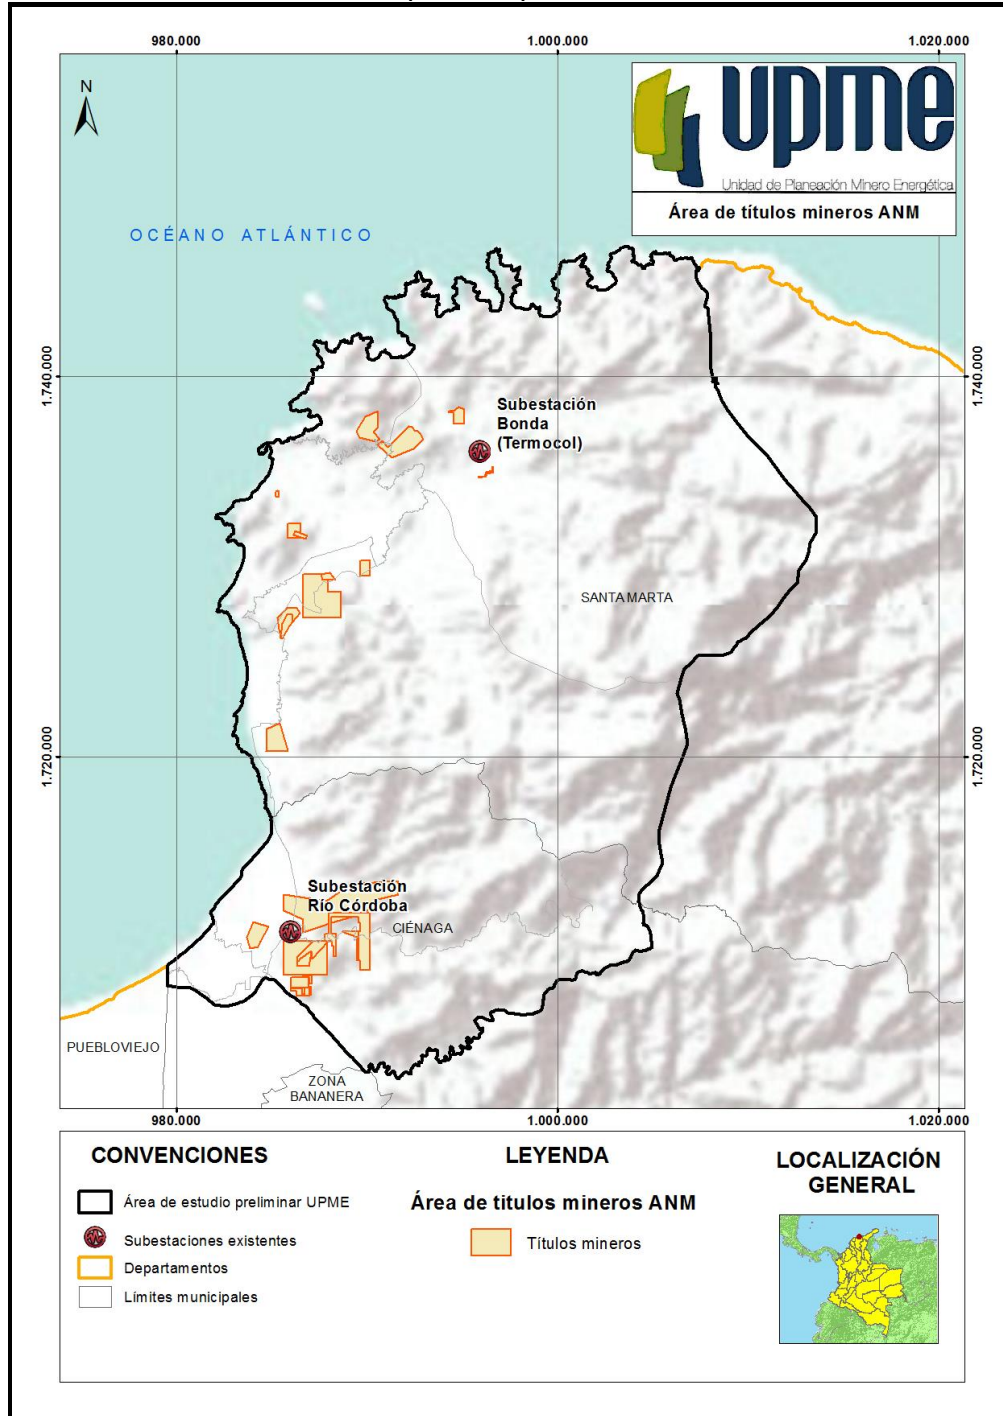 980.000
1.000.000
1.020.000
N
upme
Unidad de Planeación Minero Energética
Área de títulos mineros ANM
OCÉANO ATLÁNTICO
1.740.000
1.740.000
Subestación
Bonda
(Termocol)
SANTA MARTA
1.720.000
1.720.000
Subestación
Río Córdoba
CIÉNAGA
PUEBLOVIEJO
ZONA
BANANERA
980.000
1.000.000
1.020.000
CONVENCIONES
Área de estudio preliminar UPME
Subestaciones existentes
Departamentos
Límites municipales
LEYENDA
Área de titulos mineros ANM
Títulos mineros
LOCALIZACIÓN
GENERAL